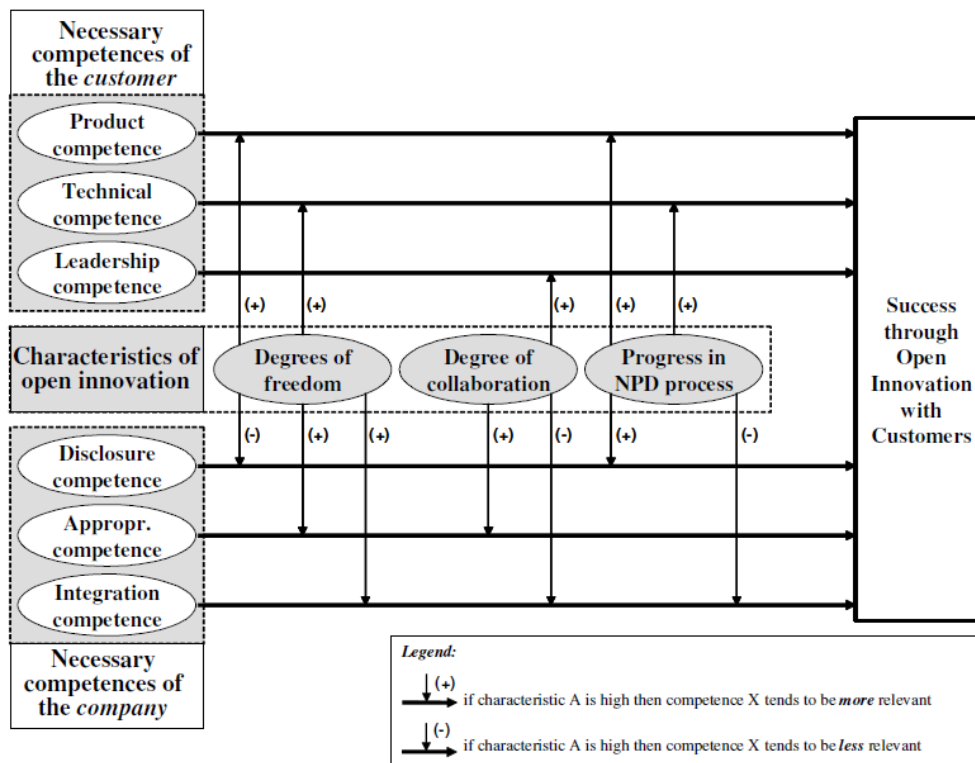 Necessary
competences of
the customer
Product
competence
Technical
competence
Leadership
competence
(+)
(+)
(+)
(+)
(+)
Characteristics of
open innovation
Degrees of
freedom
Degree of
collaboration
Progress in
NPD process
(-)
(+)
(+)
(+)
(-)
(+)
(-)
Disclosure
competence
Appropr.
competence
Integration
competence
Necessary
competences of
the company
Success
through
Open
Innovation
with
Customers
Legend:
(+)
if characteristic A is high then competence X tends to be more relevant
(-)
if characteristic A is high then competence X tends to be less relevant